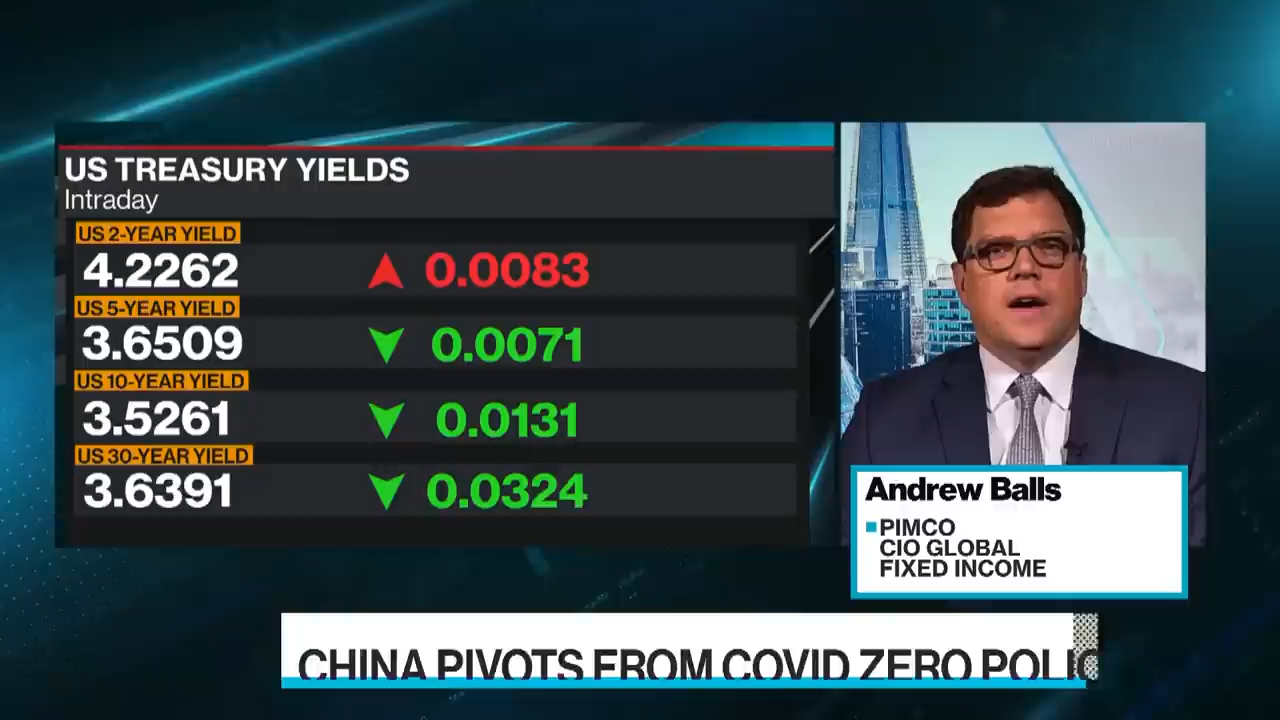 US TREASURY YIELDS
Intraday
US 2-YEAR YIELD
4.2262 0.0083
US 5-YEAR YIELD
3.6509 0.0071
US 10-YEAR YIELD
3.5261 0.0131
US 30-YEAR YIELD
3.6391 0.0324
Andrew Balls
PIMCO
CIO GLOBAL
FIXED INCOME
CHINA PIVOTS FROM COVID ZERO POLIC